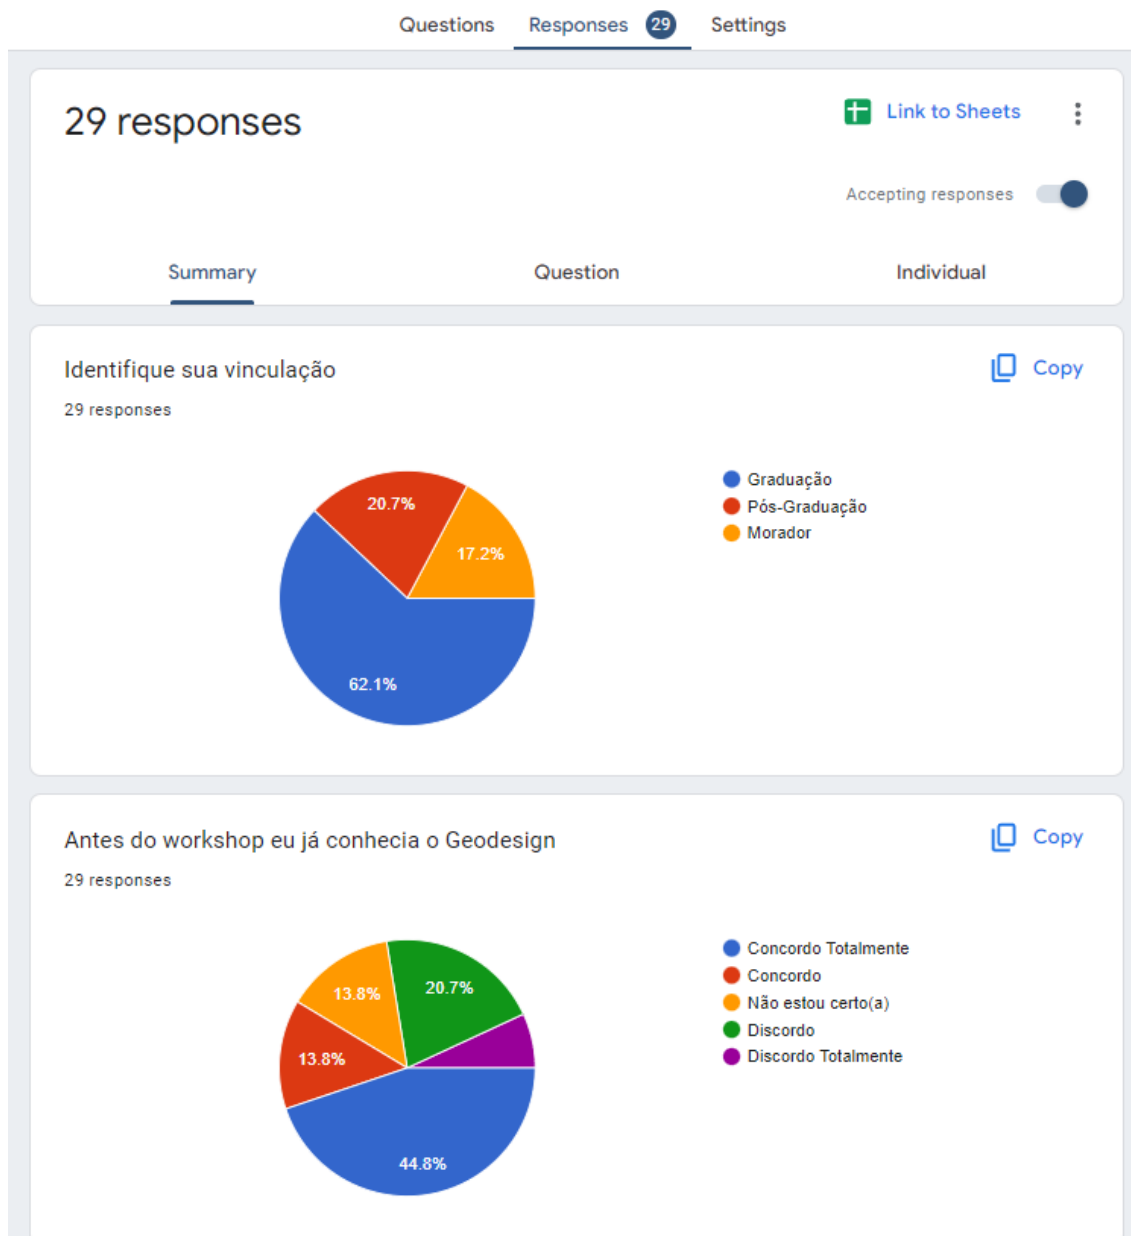 Questions Responses 29 Settings
29 responses
Link to Sheets
Accepting responses
Summary Question Individual
Identifique sua vinculação
Copy
29 responses
20.7%
17.2%
62.1%
Graduação
Pós-Graduação
Morador
Antes do workshop eu já conhecia o Geodesign
Copy
29 responses
13.8%
20.7%
13.8%
44.8%
Concordo Totalmente
Concordo
Não estou certo(a)
Discordo
Discordo Totalmente